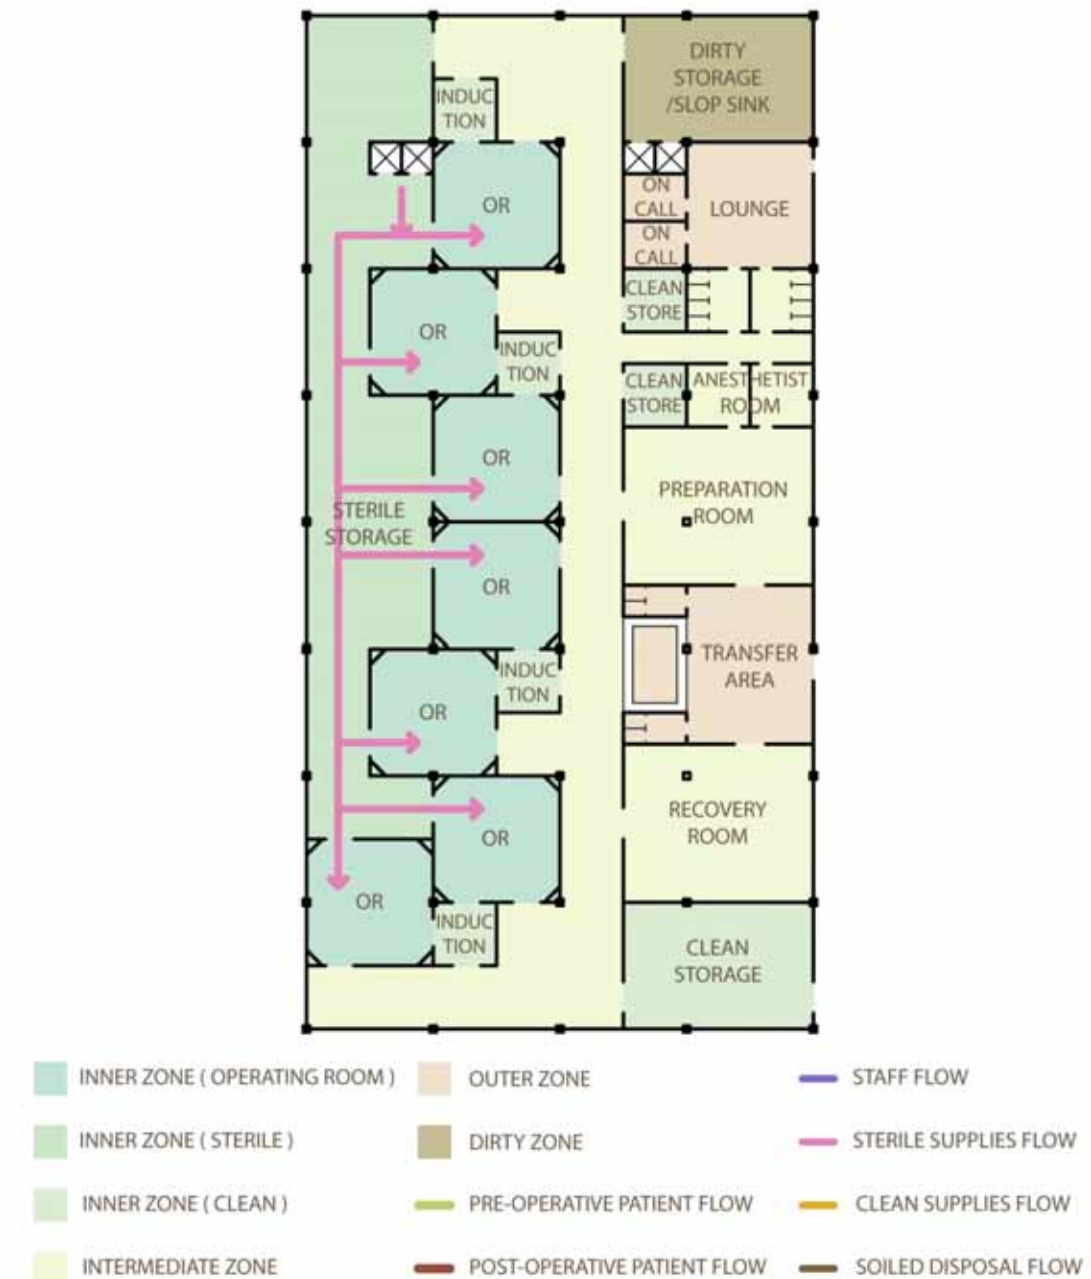 DIRTY
STORAGE
/SLOP SINK
INDUC
TION
OR
ON
CALL
LOUNGE
ON
CALL
CLEAN
STORE
OR
INDUC
TION
CLEAN
STORE
ANESTHETIST
ROOM
OR
PREPARATION
ROOM
STERILE
STORAGE
OR
INDUC
TION
TRANSFER
AREA
OR
RECOVERY
ROOM
OR
OR
INDUC
TION
CLEAN
STORAGE
INNER ZONE ( OPERATING ROOM )
OUTER ZONE
STAFF FLOW
INNER ZONE ( STERILE )
DIRTY ZONE
STERILE SUPPLIES FLOW
INNER ZONE ( CLEAN )
PRE-OPERATIVE PATIENT FLOW
CLEAN SUPPLIES FLOW
INTERMEDIATE ZONE
POST-OPERATIVE PATIENT FLOW
SOILED DISPOSAL FLOW